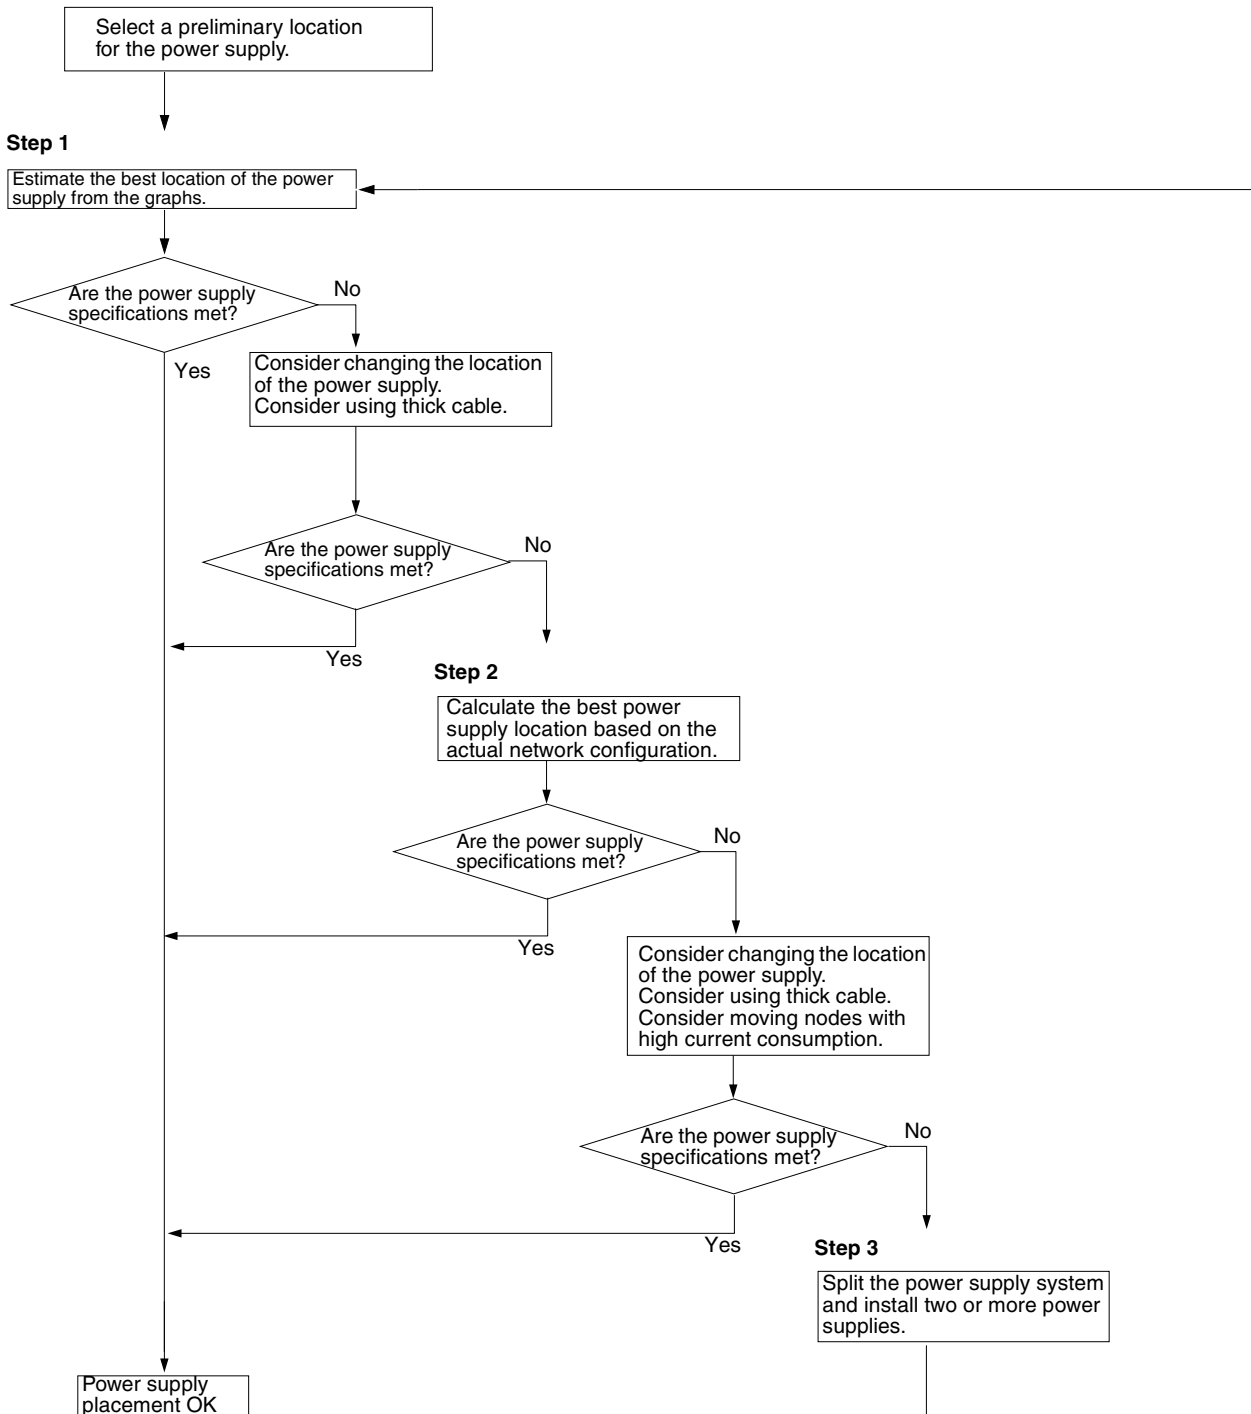 Select a preliminary location
for the power supply.
Step 1
Estimate the best location of the power
supply from the graphs.
Are the power supply
specifications met?
No
Yes
Consider changing the location
of the power supply.
Consider using thick cable.
Are the power supply
specifications met?
No
Yes
Step 2
Calculate the best power
supply location based on the
actual network configuration.
Are the power supply
specifications met?
No
Yes
Consider changing the location
of the power supply.
Consider using thick cable.
Consider moving nodes with
high current consumption.
Are the power supply
specifications met?
No
Yes
Step 3
Split the power supply system
and install two or more power
supplies.
Power supply
placement OK